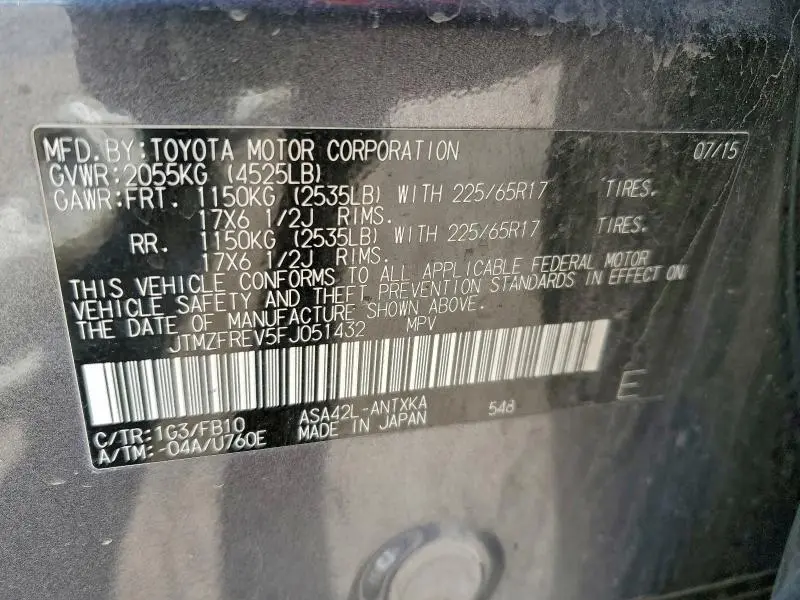 MFD. BY: TOYOTA MOTOR CORPORATION 07/15
GVWR: 2055KG (4525LB)
GAWR: FRT. 1150KG (2535LB) WITH 225/65R17 TIRES.
17X6 1/2J RIMS.
RR. 1150KG (2535LB) WITH 225/65R17 TIRES.
17X6 1/2J RIMS.
THIS VEHICLE CONFORMS TO ALL APPLICABLE FEDERAL MOTOR
VEHICLE SAFETY AND THEFT PREVENTION STANDARDS IN EFFECT ON
THE DATE OF MANUFACTURE SHOWN ABOVE.
JTMZFREV5FJ051432 MPV
E
C/TR: 1G3/FB10 ASA42L-ANTXKA 548
A/TM: -04A/U760E MADE IN JAPAN